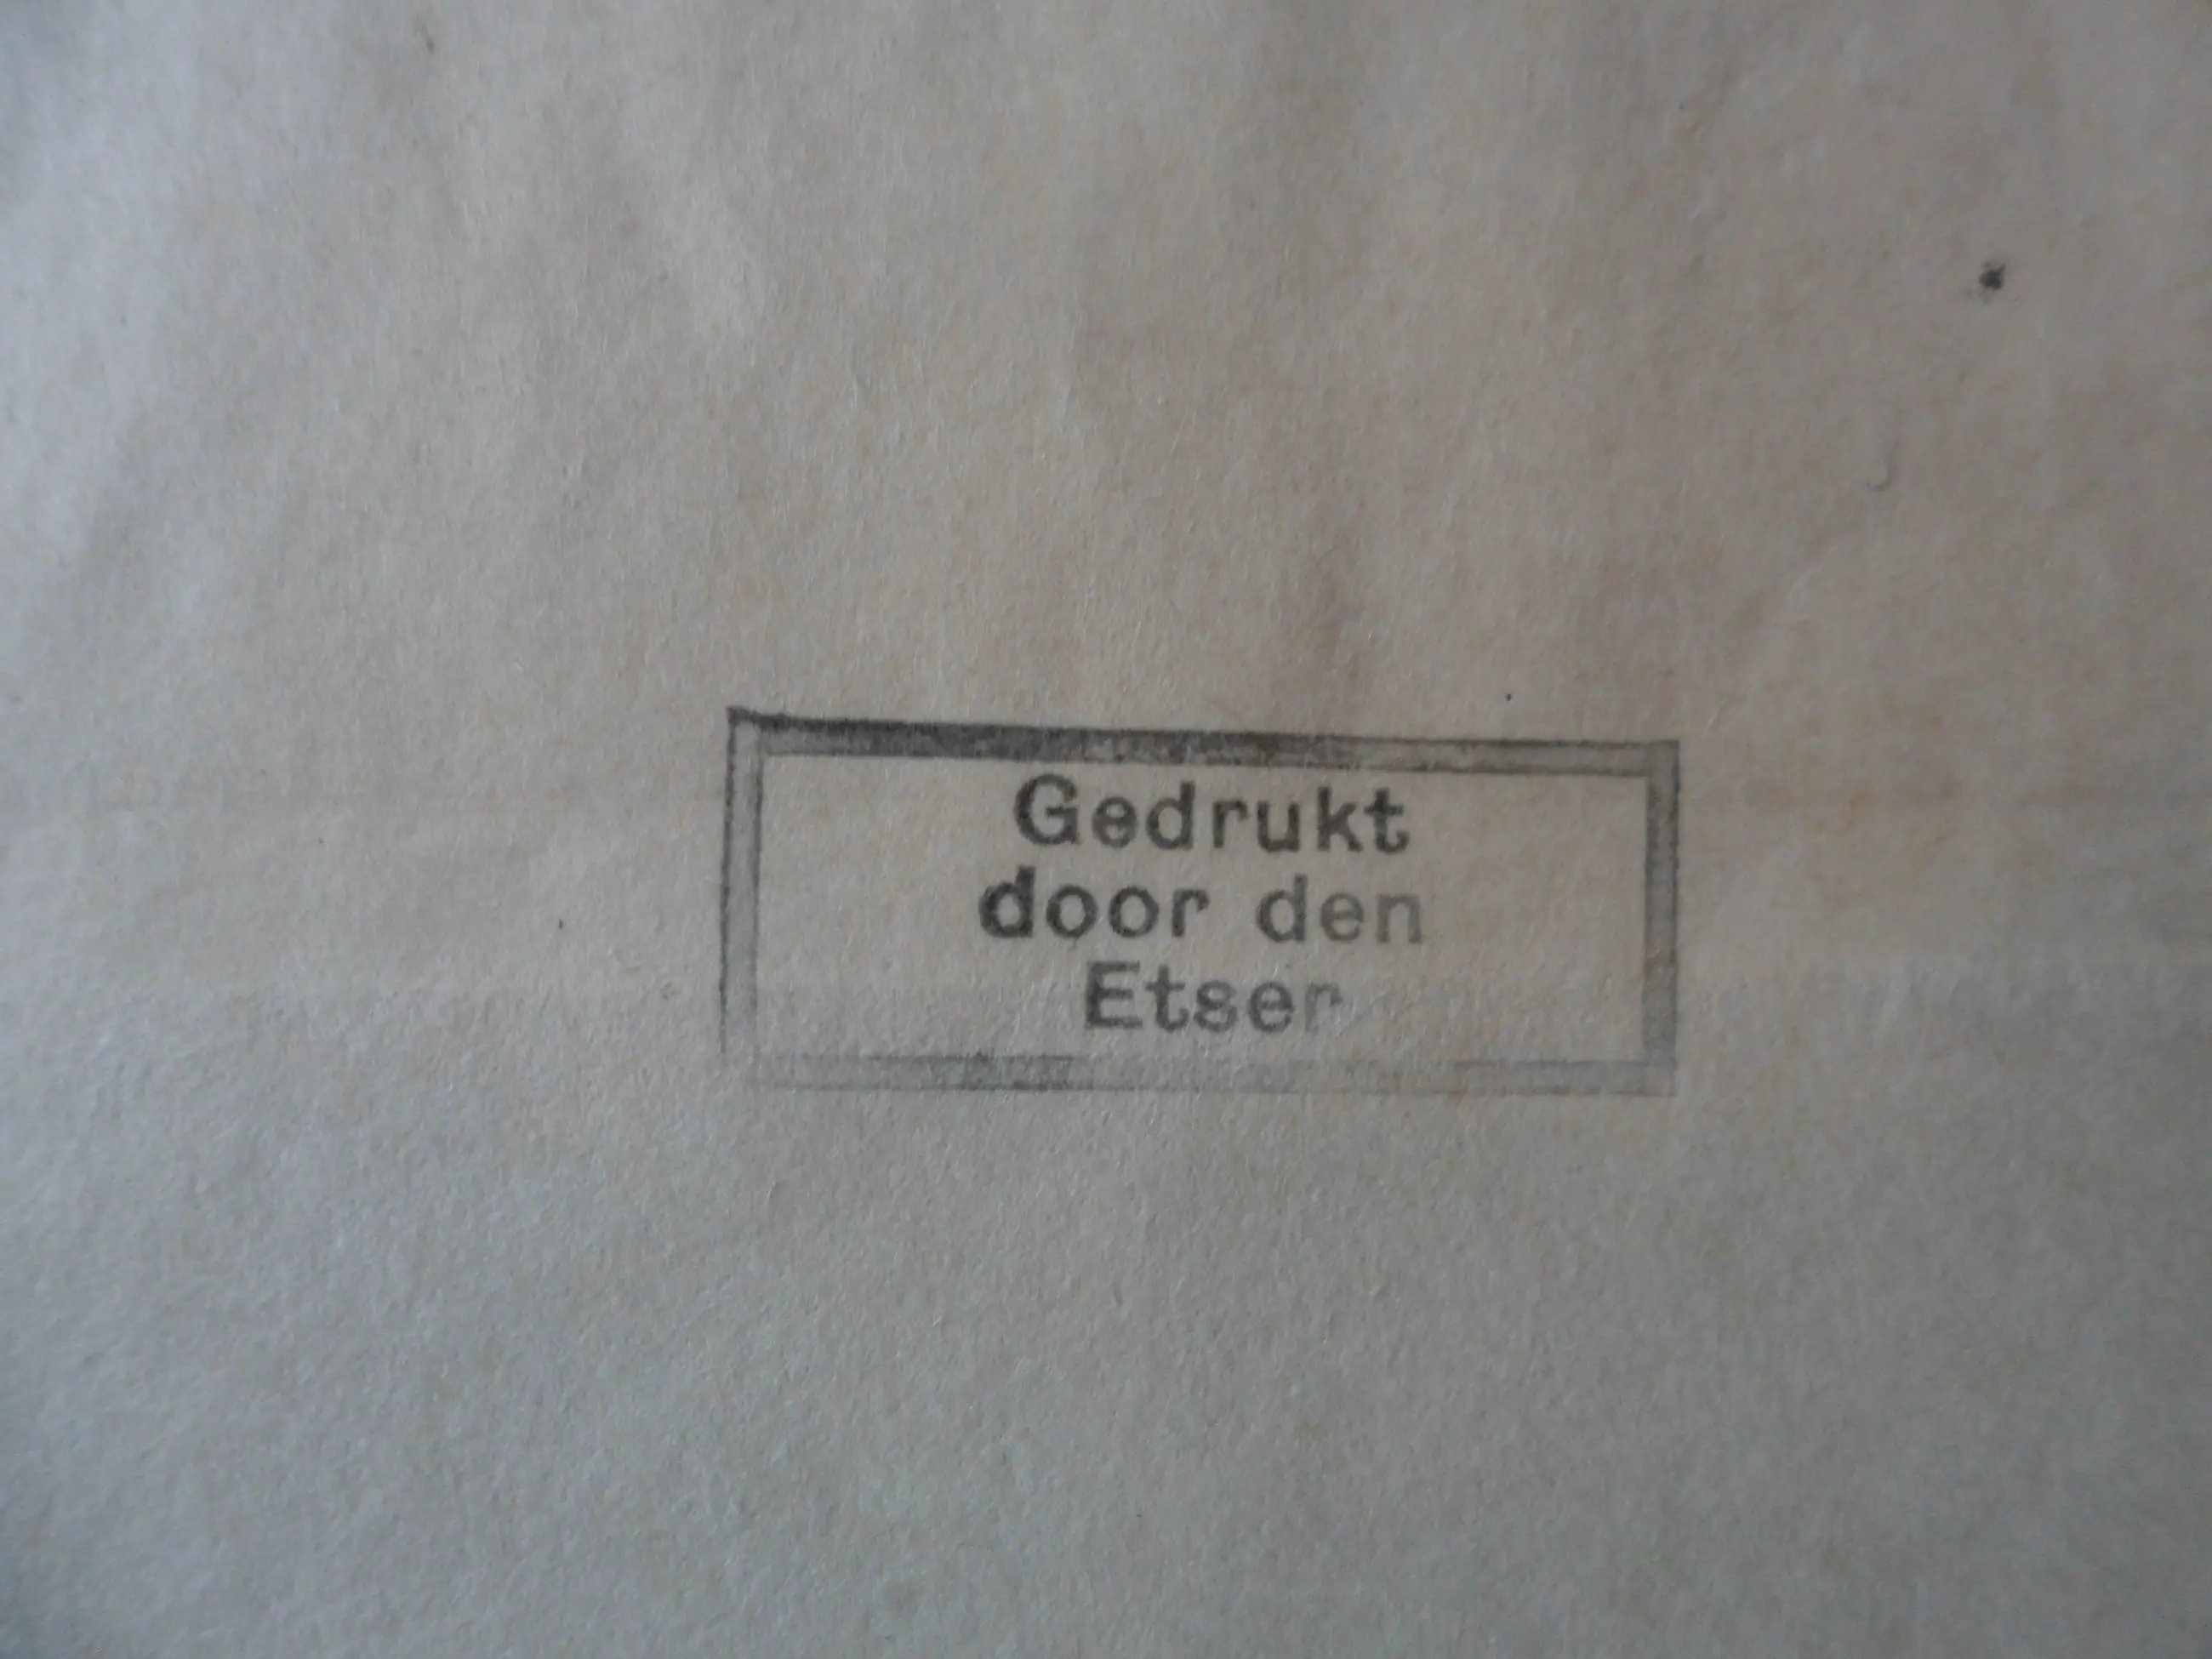 Gedrukt
door den
Etser